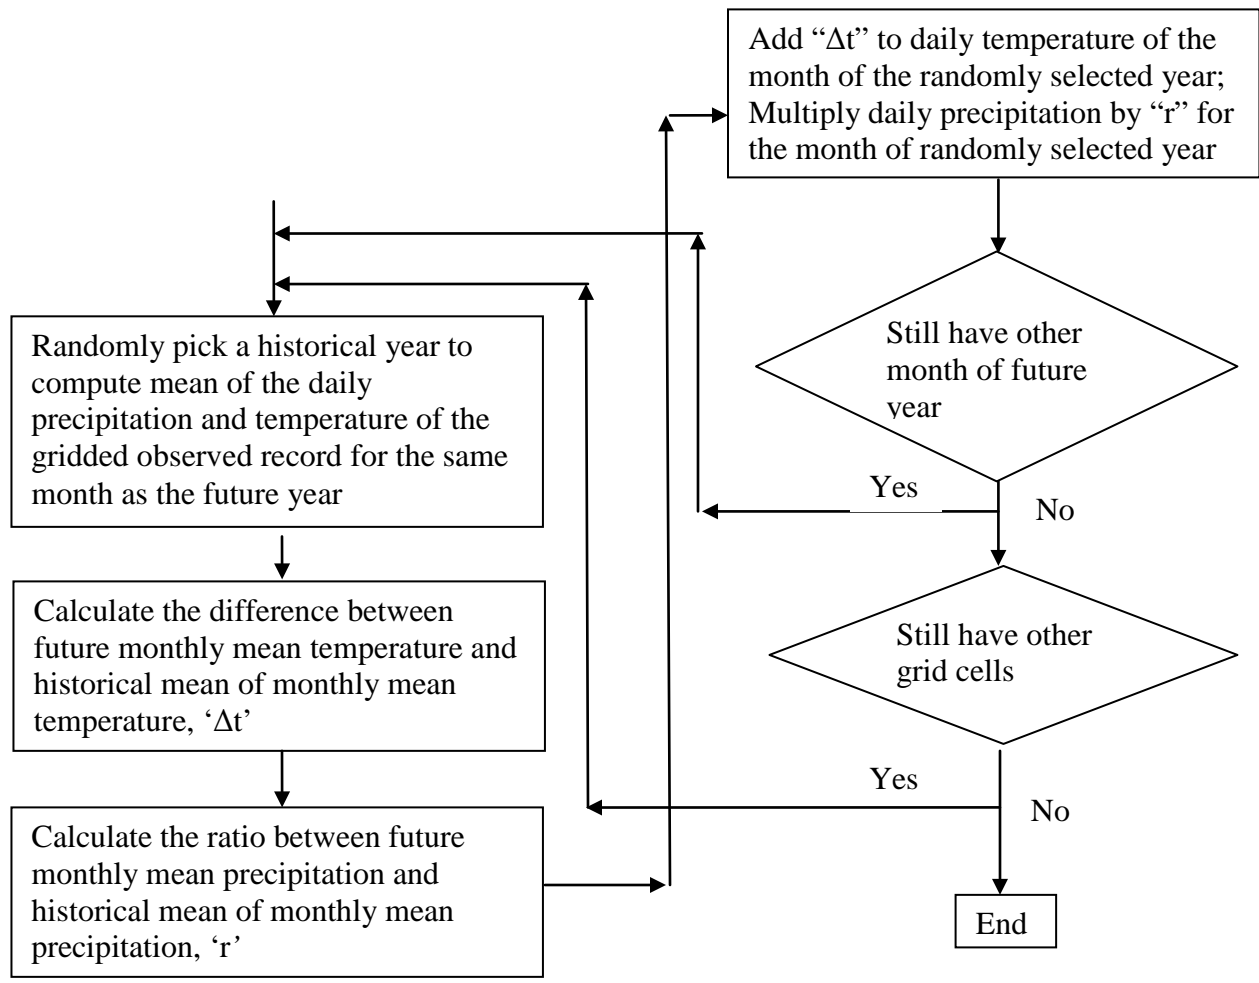 Randomly pick a historical year to
compute mean of the daily
precipitation and temperature of the
gridded observed record for the same
month as the future year
Calculate the difference between
future monthly mean temperature and
historical mean of monthly mean
temperature, ‘Δt’
Calculate the ratio between future
monthly mean precipitation and
historical mean of monthly mean
precipitation, ‘r’
Add “Δt” to daily temperature of the
month of the randomly selected year;
Multiply daily precipitation by “r” for
the month of randomly selected year
Still have other
month of future
year
Yes
No
Still have other
grid cells
Yes
No
End